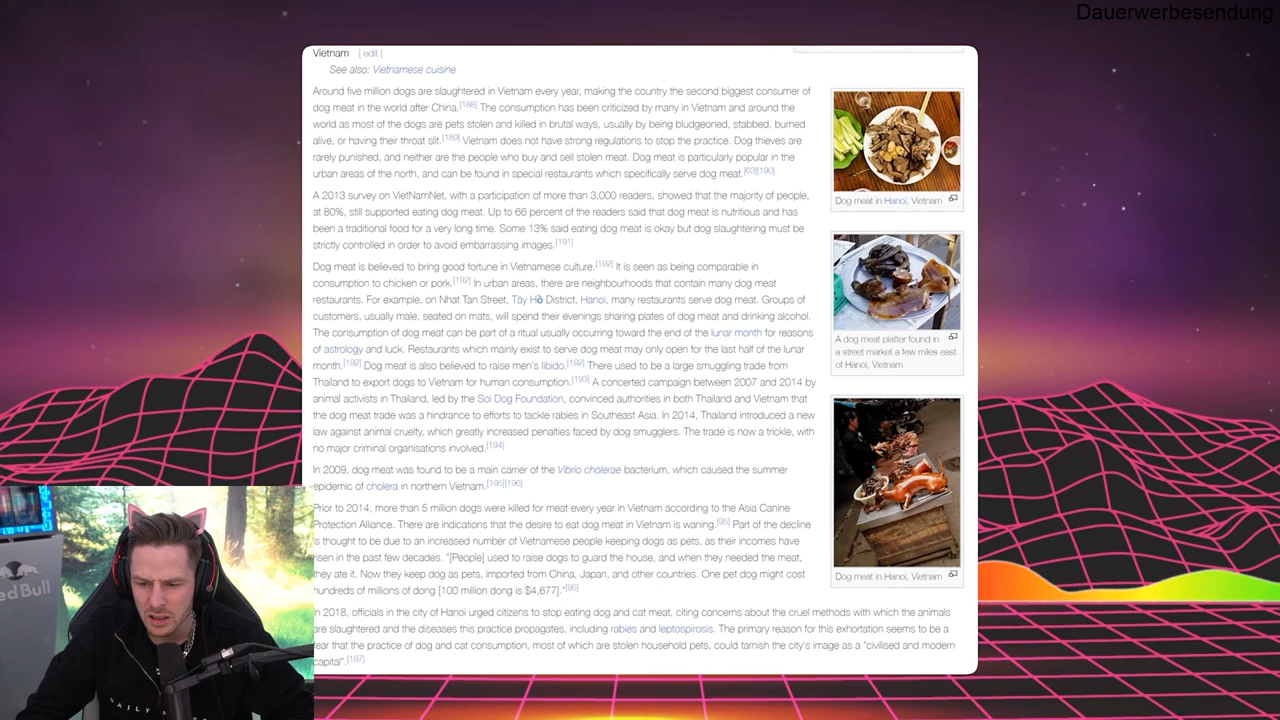 Dauerwerbesendung
Vietnam [ edit ]
See also: Vietnamese cuisine
Around five million dogs are slaughtered in Vietnam every year, making the country the second biggest consumer of
dog meat in the world after China.[188] The consumption has been criticized by many in Vietnam and around the
world as most of the dogs are pets stolen and killed in brutal ways, usually by being bludgeoned, stabbed, burned
alive, or having their throat slit.[189] Vietnam does not have strong regulations to stop the practice. Dog thieves are
rarely punished, and neither are the people who buy and sell stolen meat. Dog meat is particularly popular in the
urban areas of the north, and can be found in special restaurants which specifically serve dog meat.[63][190]
A 2013 survey on VietNamNet, with a participation of more than 3,000 readers, showed that the majority of people,
at 80%, still supported eating dog meat. Up to 66 percent of the readers said that dog meat is nutritious and has
been a traditional food for a very long time. Some 13% said eating dog meat is okay but dog slaughtering must be
strictly controlled in order to avoid embarrassing images.[191]
Dog meat is believed to bring good fortune in Vietnamese culture.[192] It is seen as being comparable in
consumption to chicken or pork.[192] In urban areas, there are neighbourhoods that contain many dog meat
restaurants. For example, on Nhat Tan Street, Tây Hồ District, Hanoi, many restaurants serve dog meat. Groups of
customers, usually male, seated on mats, will spend their evenings sharing plates of dog meat and drinking alcohol.
The consumption of dog meat can be part of a ritual usually occurring toward the end of the lunar month for reasons
of astrology and luck. Restaurants which mainly exist to serve dog meat may only open for the last half of the lunar
month.[192] Dog meat is also believed to raise men's libido.[192] There used to be a large smuggling trade from
Thailand to export dogs to Vietnam for human consumption.[193] A concerted campaign between 2007 and 2014 by
animal activists in Thailand, led by the Soi Dog Foundation, convinced authorities in both Thailand and Vietnam that
the dog meat trade was a hindrance to efforts to tackle rabies in Southeast Asia. In 2014, Thailand introduced a new
law against animal cruelty, which greatly increased penalties faced by dog smugglers. The trade is now a trickle, with
no major criminal organisations involved.[194]
In 2009, dog meat was found to be a main carrier of the Vibrio cholerae bacterium, which caused the summer
epidemic of cholera in northern Vietnam.[195][196]
Prior to 2014, more than 5 million dogs were killed for meat every year in Vietnam according to the Asia Canine
Protection Alliance. There are indications that the desire to eat dog meat in Vietnam is waning.[95] Part of the decline
is thought to be due to an increased number of Vietnamese people keeping dogs as pets, as their incomes have
risen in the past few decades. "[People] used to raise dogs to guard the house, and when they needed the meat,
they ate it. Now they keep dog as pets, imported from China, Japan, and other countries. One pet dog might cost
hundreds of millions of dong [100 million dong is $4,677]."[95]
In 2018, officials in the city of Hanoi urged citizens to stop eating dog and cat meat, citing concerns about the cruel methods with which the animals
are slaughtered and the diseases this practice propagates, including rabies and leptospirosis. The primary reason for this exhortation seems to be a
fear that the practice of dog and cat consumption, most of which are stolen household pets, could tarnish the city's image as a "civilised and modern
capital".[197]
Dog meat in Hanoi, Vietnam
A dog meat platter found in
a street market a few miles east
of Hanoi, Vietnam
Dog meat in Hanoi, Vietnam
ed Bull